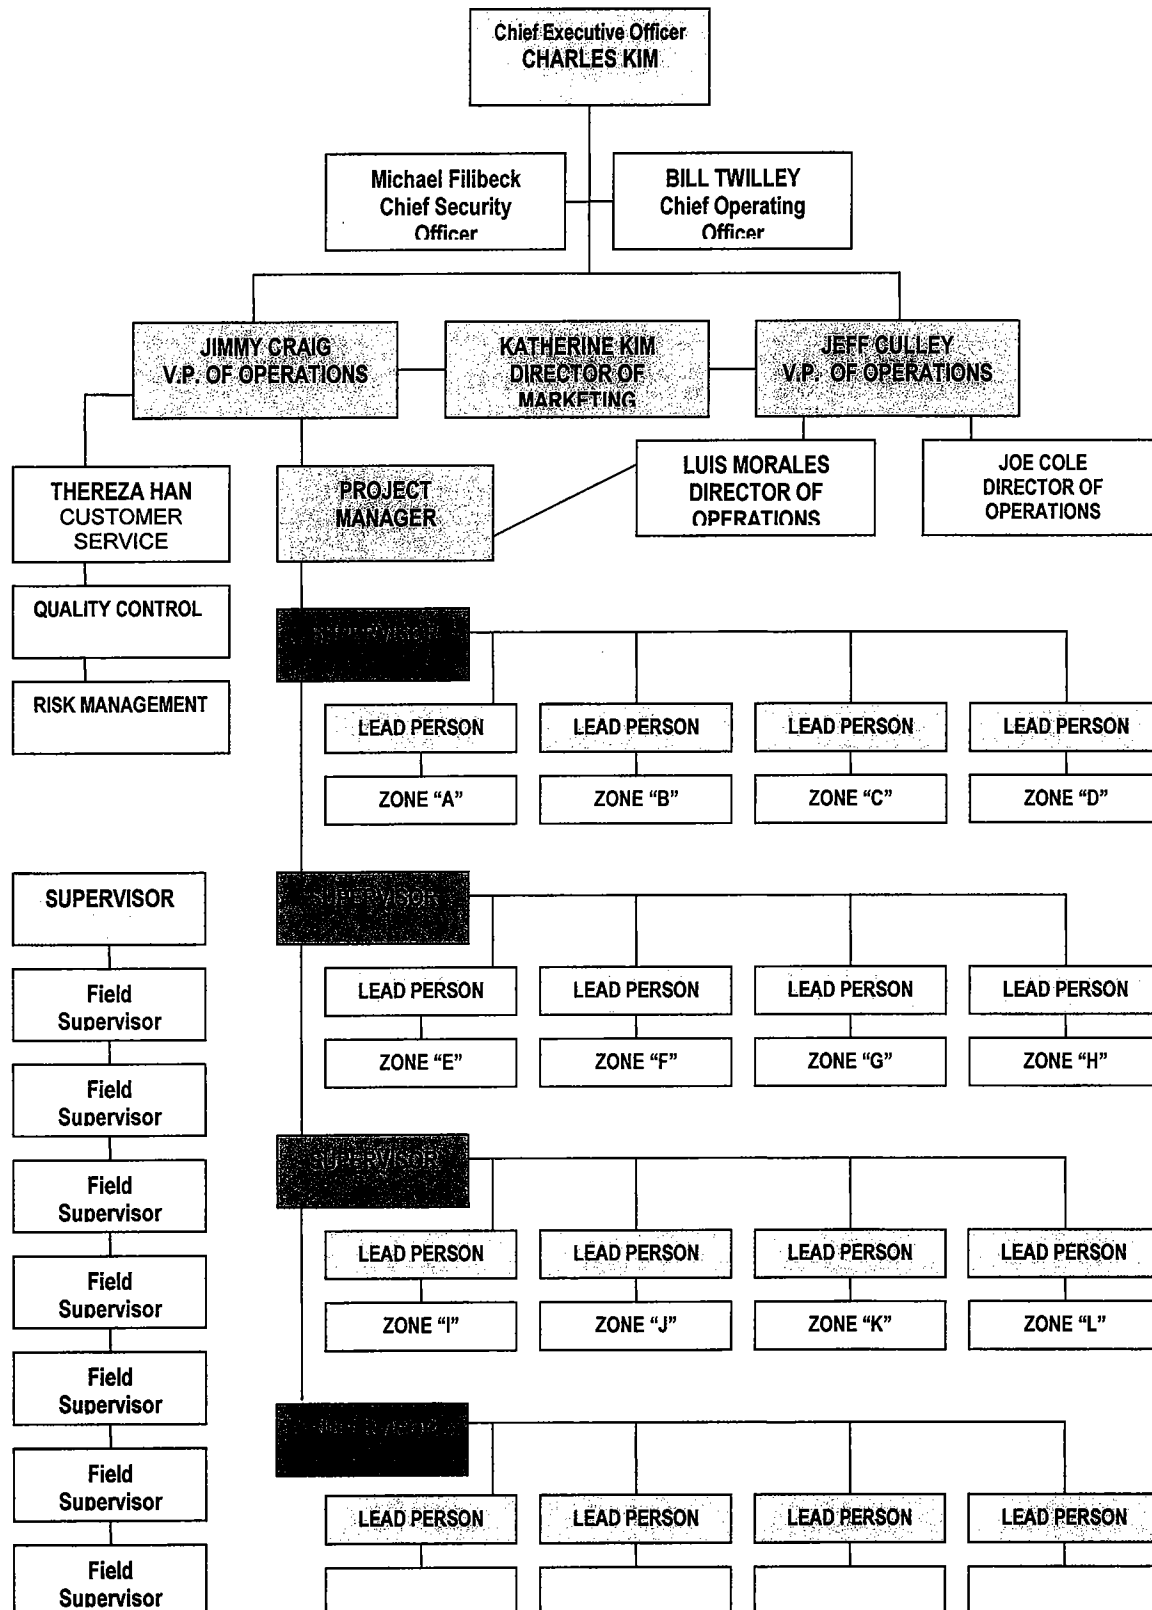 Chief Executive Officer
CHARLES KIM
Michael Filibeck
Chief Security
Officer
BILL TWILLEY
Chief Operating
Officer
JIMMY CRAIG
V.P. OF OPERATIONS
KATHERINE KIM
DIRECTOR OF
MARKETING
JEFF CULLEY
V.P. OF OPERATIONS
THEREZA HAN
CUSTOMER
SERVICE
PROJECT
MANAGER
LUIS MORALES
DIRECTOR OF
OPERATIONS
JOE COLE
DIRECTOR OF
OPERATIONS
QUALITY CONTROL
RISK MANAGEMENT
SUPERVISOR
LEAD PERSON
LEAD PERSON
LEAD PERSON
LEAD PERSON
ZONE “A”
ZONE “B”
ZONE “C”
ZONE “D”
SUPERVISOR
Field
Supervisor
Field
Supervisor
Field
Supervisor
Field
Supervisor
Field
Supervisor
Field
Supervisor
Field
Supervisor
SUPERVISOR
LEAD PERSON
LEAD PERSON
LEAD PERSON
LEAD PERSON
ZONE “E”
ZONE “F”
ZONE “G”
ZONE “H”
SUPERVISOR
LEAD PERSON
LEAD PERSON
LEAD PERSON
LEAD PERSON
ZONE “I”
ZONE “J”
ZONE “K”
ZONE “L”
SUPERVISOR
LEAD PERSON
LEAD PERSON
LEAD PERSON
LEAD PERSON